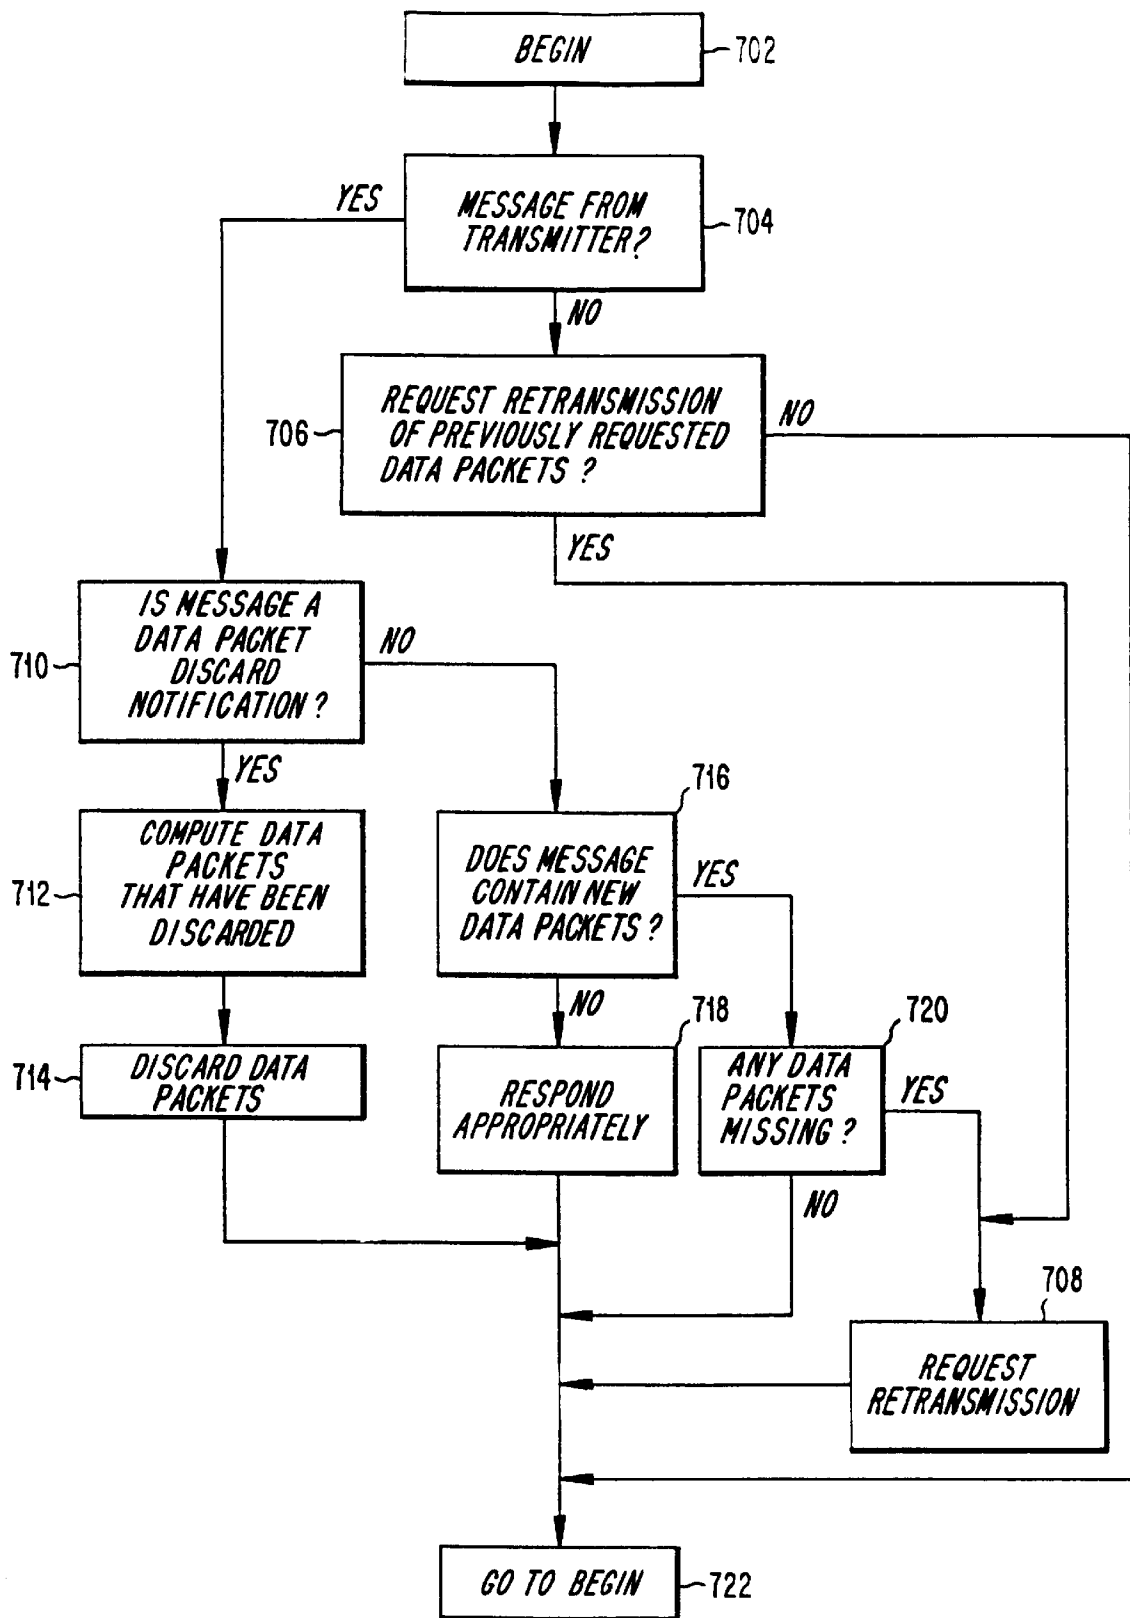 BEGIN
702
YES
MESSAGE FROM
TRANSMITTER?
704
NO
706
REQUEST RETRANSMISSION
OF PREVIOUSLY REQUESTED
DATA PACKETS ?
NO
YES
710
IS MESSAGE A
DATA PACKET
DISCARD
NOTIFICATION ?
NO
YES
712
COMPUTE DATA
PACKETS
THAT HAVE BEEN
DISCARDED
716
DOES MESSAGE
CONTAIN NEW
DATA PACKETS ?
YES
NO
714
DISCARD DATA
PACKETS
718
RESPOND
APPROPRIATELY
720
ANY DATA
PACKETS
MISSING ?
YES
NO
708
REQUEST
RETRANSMISSION
GO TO BEGIN
722